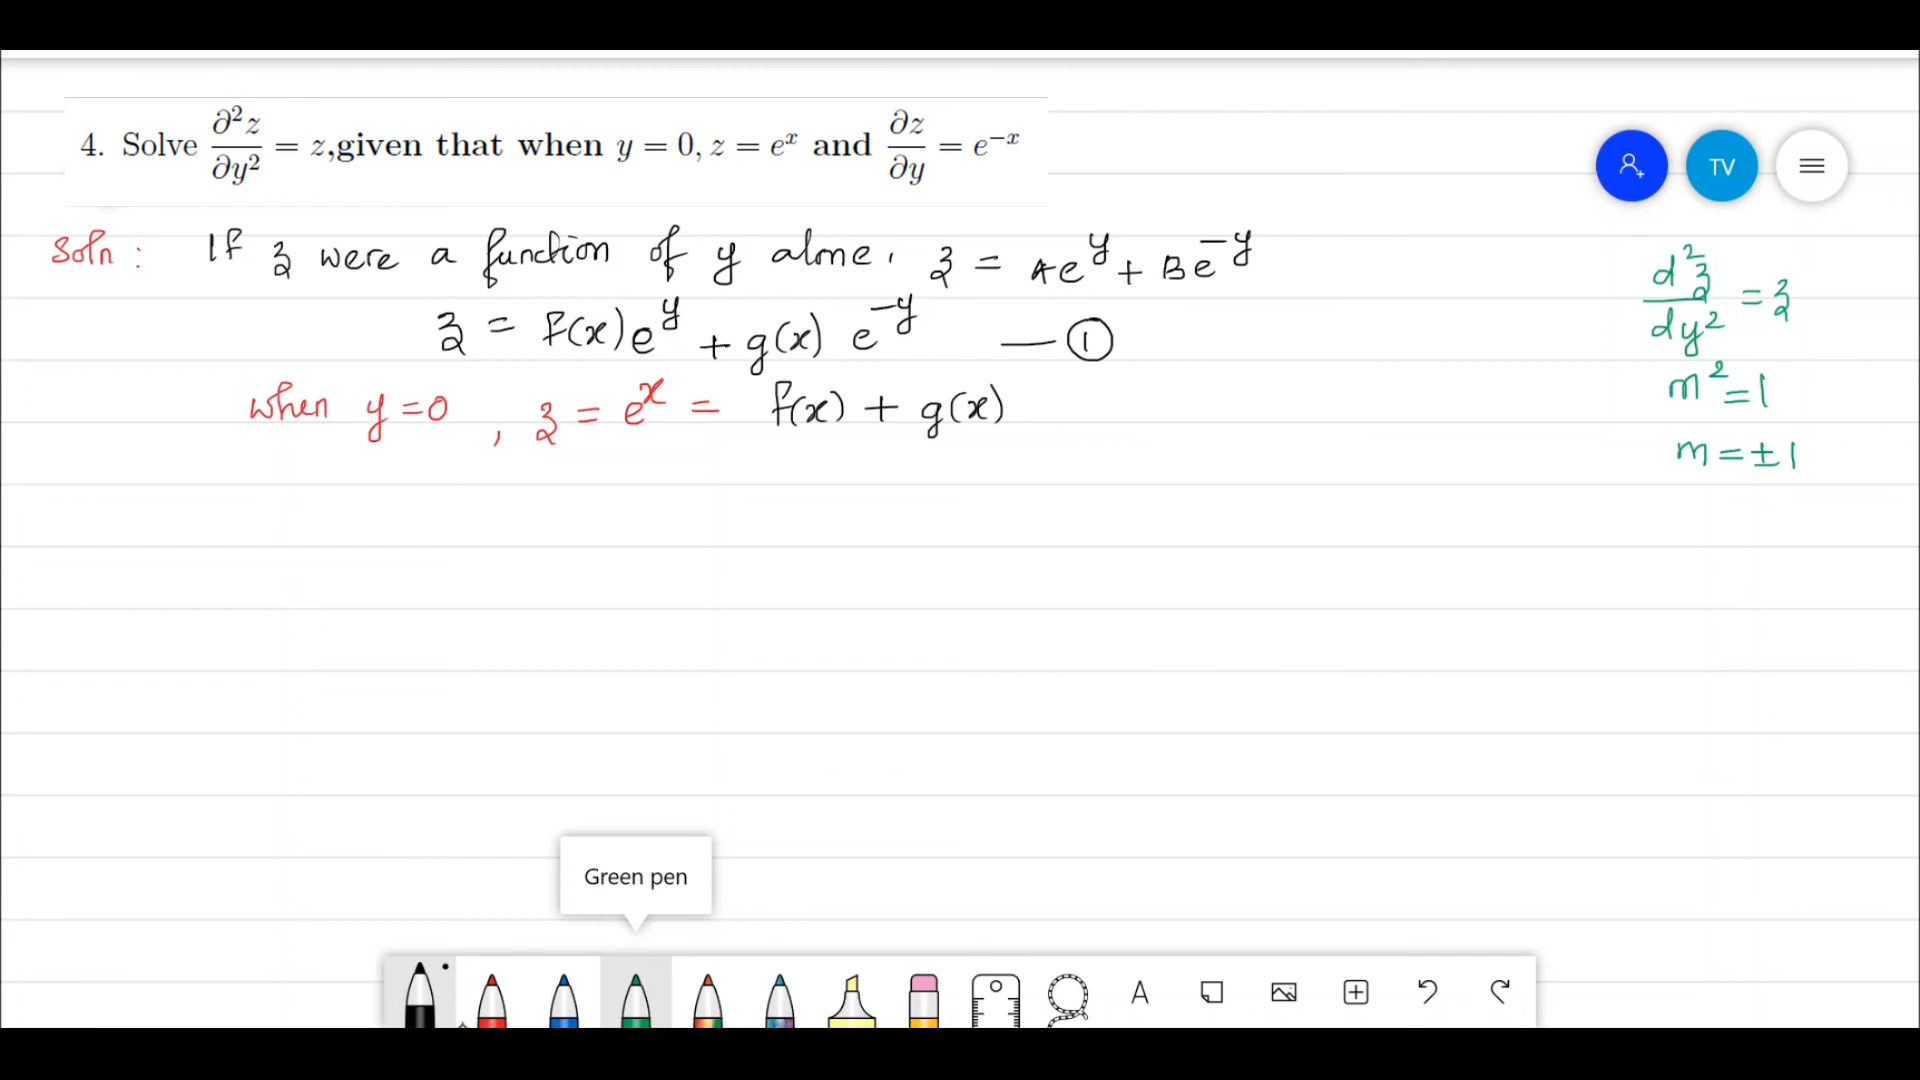 4. Solve ∂²z/∂y² = z,given that when y = 0, z = eˣ and ∂z/∂y = e⁻ˣ
TV
Soln : If z were a function of y alone, z = Ae^y + Be^-y
z = f(x)e^y + g(x) e^-y — ①
when y = 0 , z = e^x = f(x) + g(x)
d²z/dy² = z
m² = 1
m = ± 1
Green pen
A